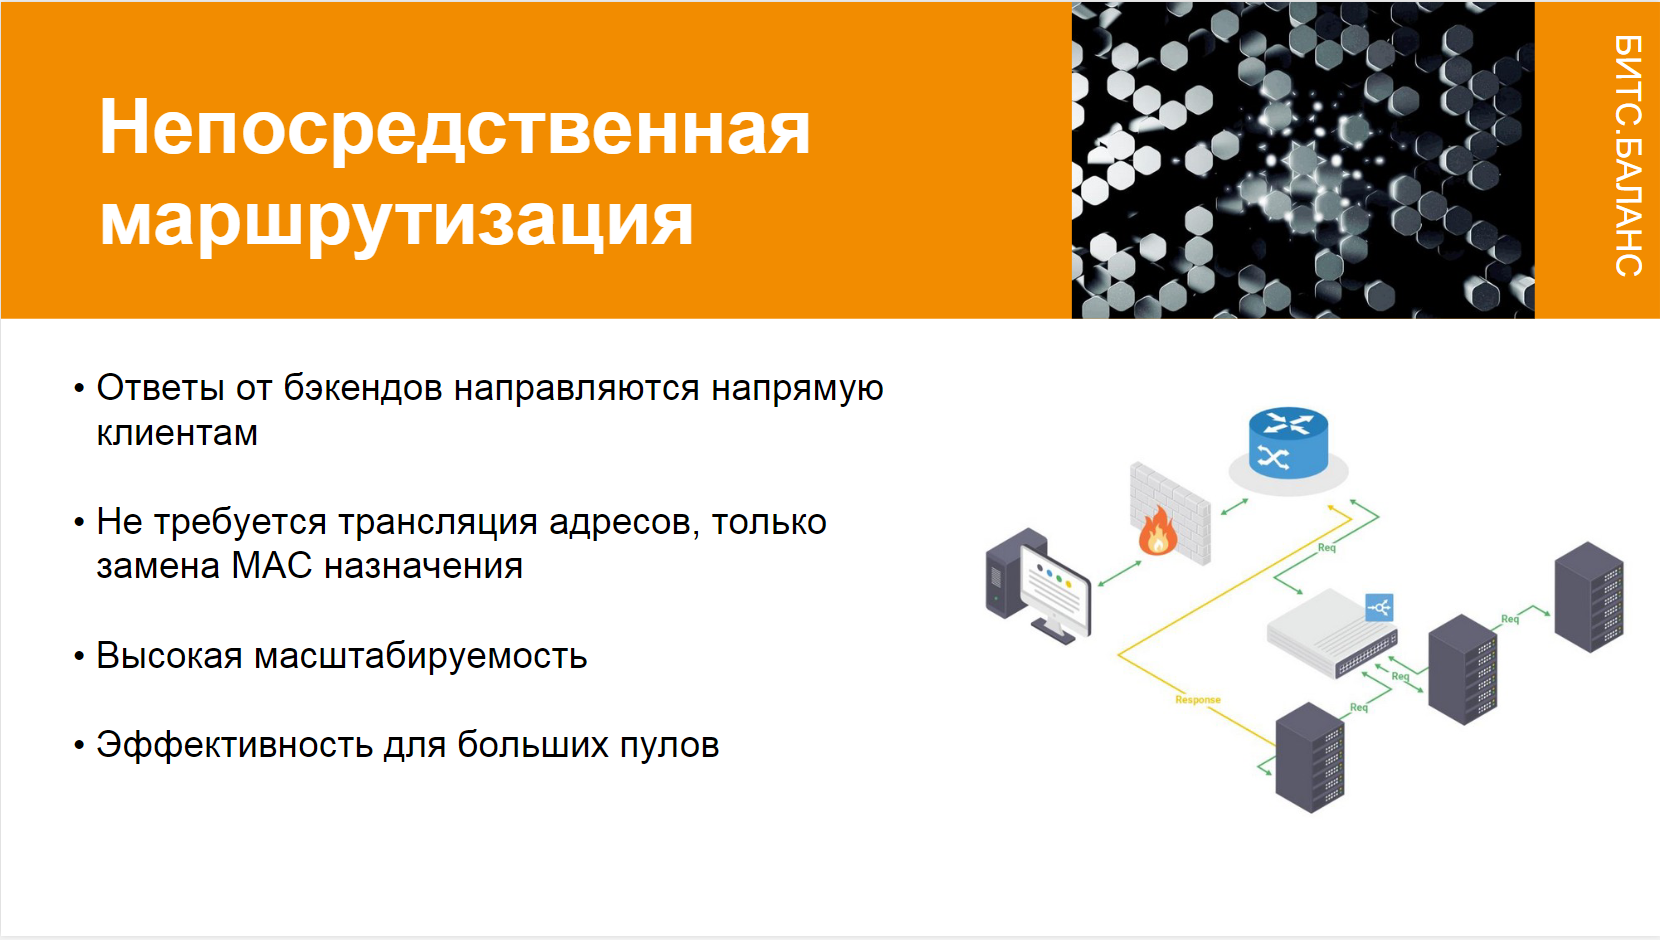 Непосредственная
маршрутизация
БИТС.БАЛАНС
• Ответы от бэкендов направляются напрямую
клиентам
• Не требуется трансляция адресов, только
замена MAC назначения
• Высокая масштабируемость
• Эффективность для больших пулов
Req
Req
Req
Response
Req